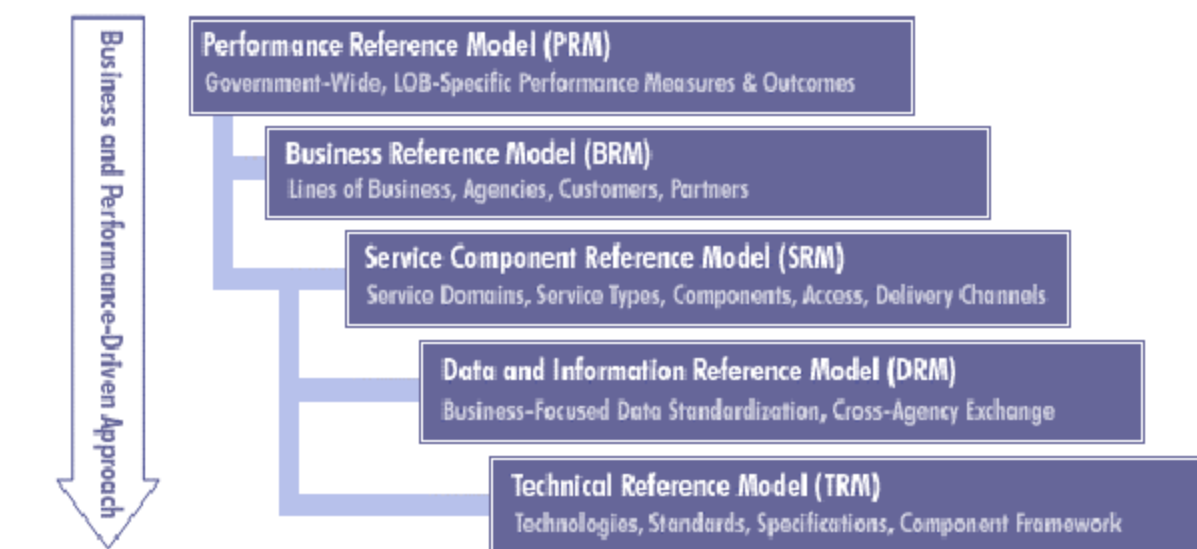 Business and Performance-Driven Approach
Performance Reference Model (PRM)
Government-Wide, LOB-Specific Performance Measures & Outcomes
Business Reference Model (BRM)
Lines of Business, Agencies, Customers, Partners
Service Component Reference Model (SRM)
Service Domains, Service Types, Components, Access, Delivery Channels
Data and Information Reference Model (DRM)
Business-Focused Data Standardization, Cross-Agency Exchange
Technical Reference Model (TRM)
Technologies, Standards, Specifications, Component Framework